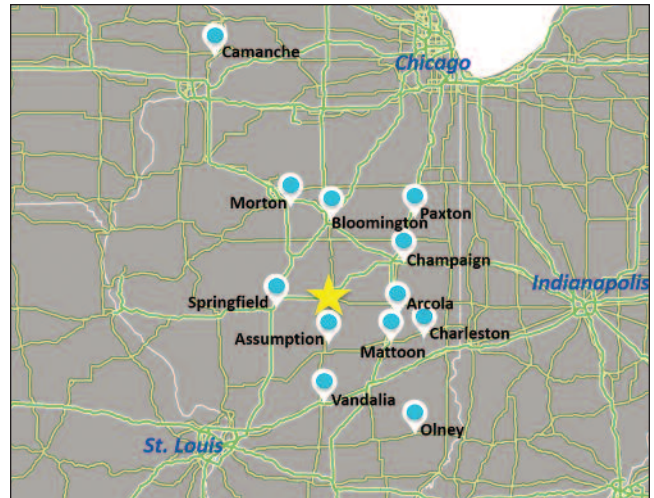 Camanche
Chicago
Morton
Bloomington
Paxton
Champaign
Springfield
Indianapolis
Arcola
Assumption
Mattoon
Charleston
Vandalia
St. Louis
Olney